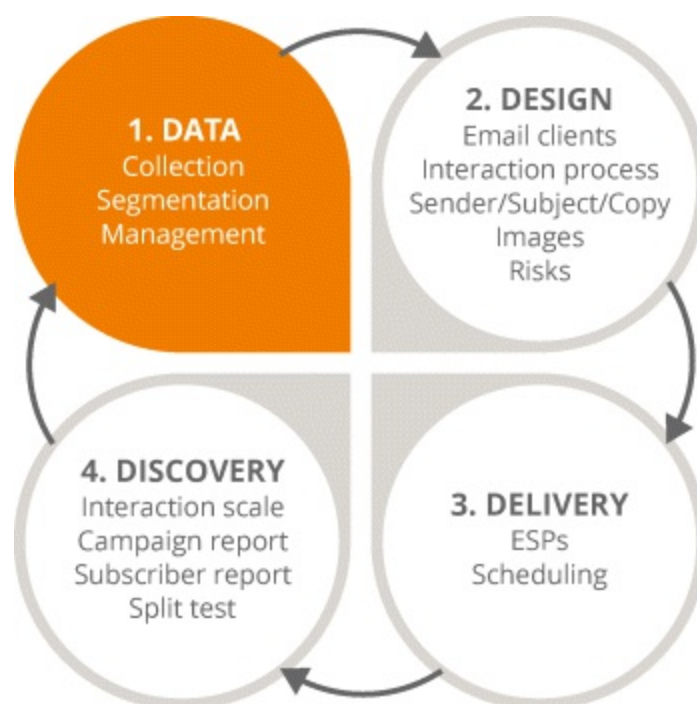 1. DATA
Collection
Segmentation
Management
2. DESIGN
Email clients
Interaction process
Sender/Subject/Copy
Images
Risks
3. DELIVERY
ESPs
Scheduling
4. DISCOVERY
Interaction scale
Campaign report
Subscriber report
Split test